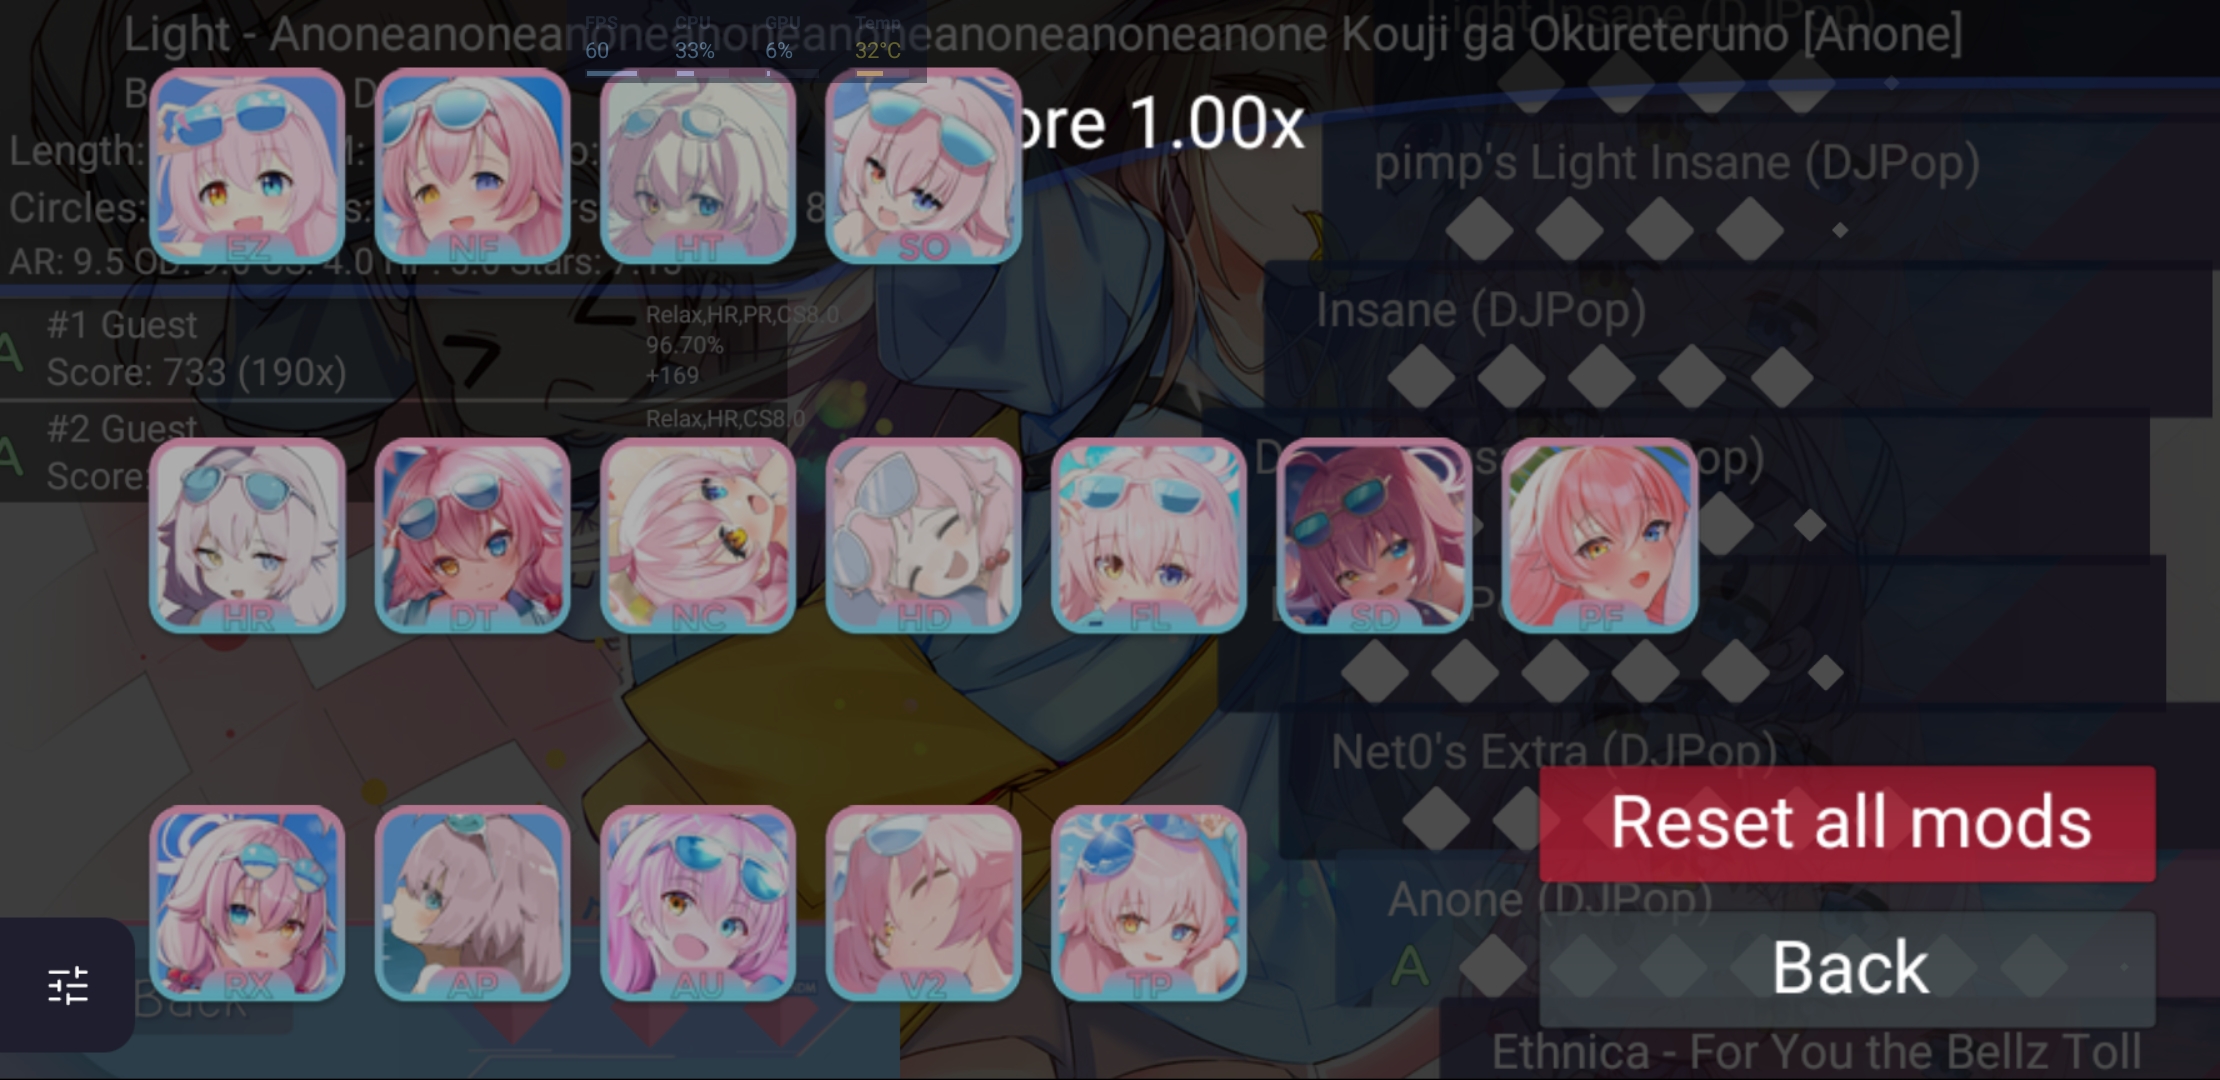 Light - Anoneanoneanoneanoneanoneanoneanoneanoneanone Kouji ga Okureteruno [Anone]
FPS CPU GPU Temp
60 33% 6% 32°C
ore 1.00x
Length:
Circles:
AR: 9.5
Stars:
EZ NF HT SO
pimp's Light Insane (DJPop)
Insane (DJPop)
#1 Guest
Score: 733 (190x)
Relax,HR,PR,CS8.0
96.70%
+169
#2 Guest
Score:
Relax,HR,CS8.0
HR DT NC HD FL SD PF
Net0's Extra (DJPop)
Reset all mods
Anone (DJPop)
A
Back
RX AP AU V2 TP
Back
Ethnica - For You the Bellz Toll